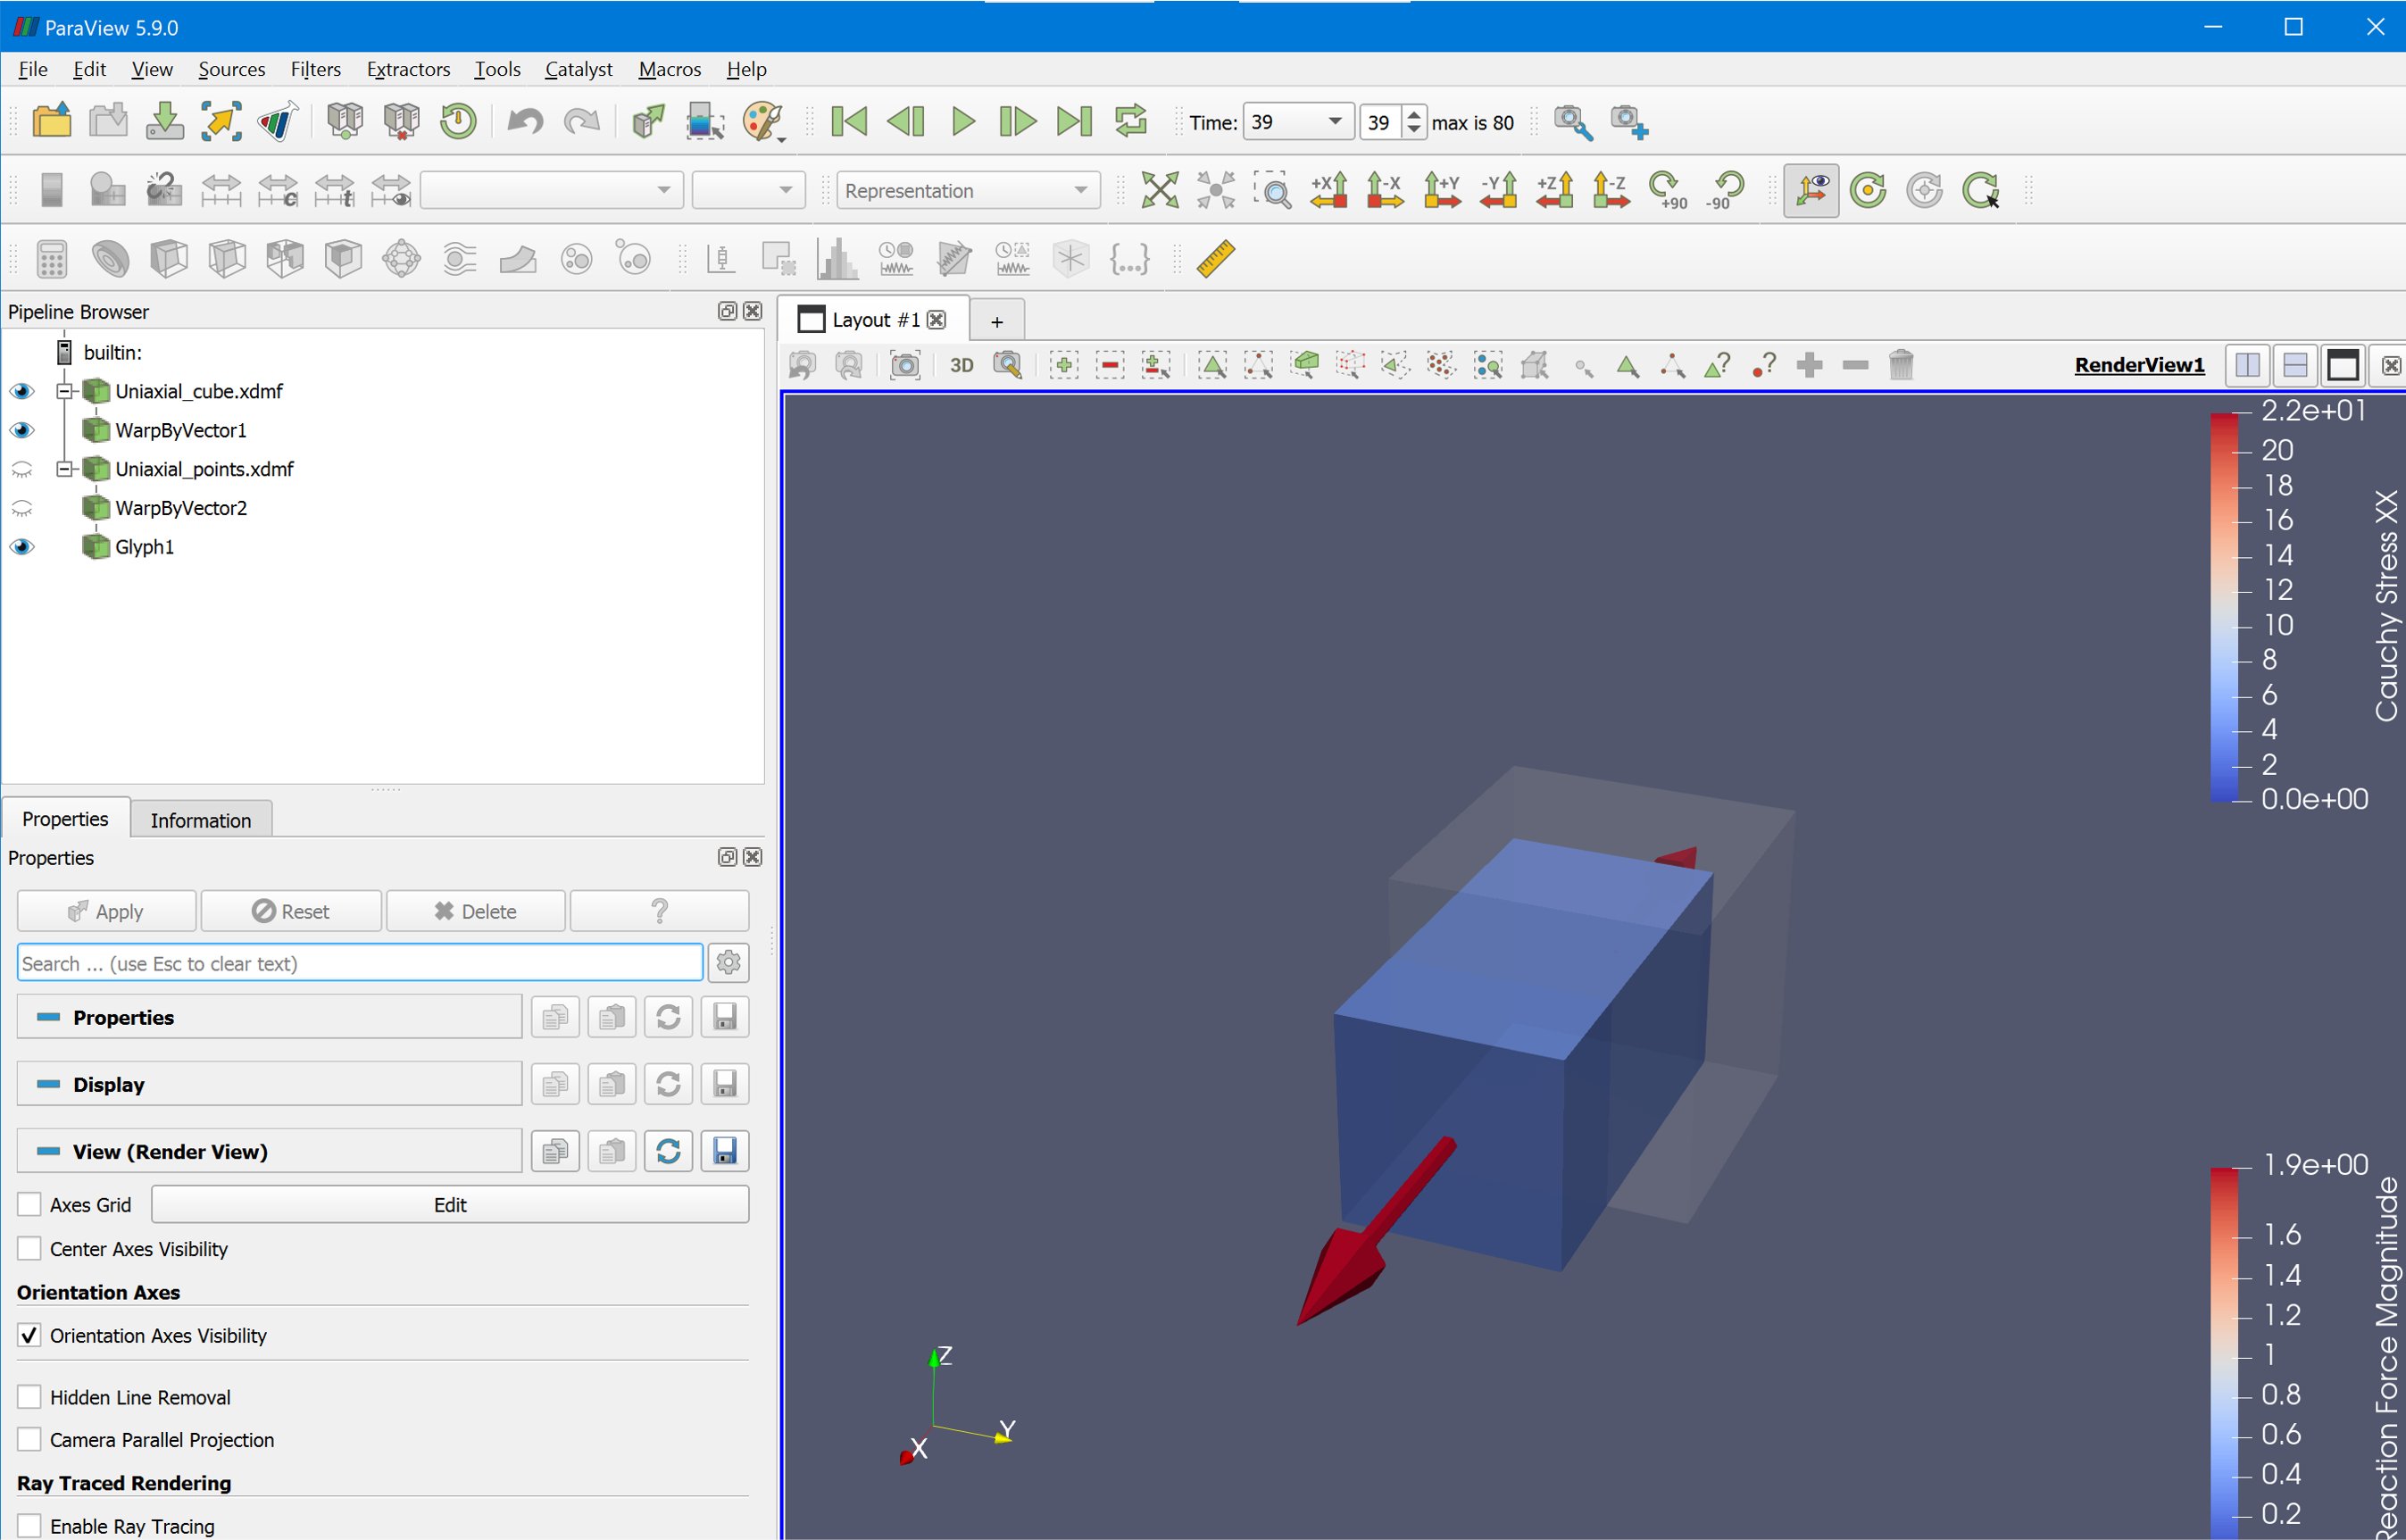 ParaView 5.9.0
File Edit View Sources Filters Extractors Tools Catalyst Macros Help
Time: 39 39 max is 80
Representation +X -X +Y -Y +Z -Z +90 -90
Pipeline Browser
builtin:
Uniaxial_cube.xdmf
WarpByVector1
Uniaxial_points.xdmf
WarpByVector2
Glyph1
Properties Information
Properties
Apply Reset Delete ?
Search ... (use Esc to clear text)
Properties
Display
View (Render View)
Axes Grid Edit
Center Axes Visibility
Orientation Axes
Orientation Axes Visibility
Hidden Line Removal
Camera Parallel Projection
Ray Traced Rendering
Enable Ray Tracing
Layout #1 +
3D RenderView1
2.2e+01
20
18
16
14
12
10
8
6
4
2
0.0e+00
Cauchy Stress XX
1.9e+00
1.6
1.4
1.2
1
0.8
0.6
0.4
0.2
Reaction Force Magnitude
Z
Y
X